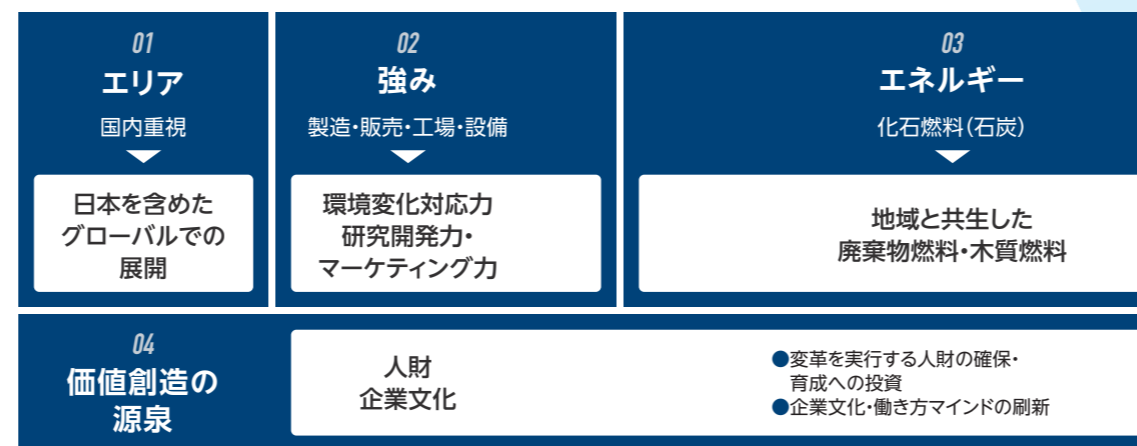 01
エリア
国内重視
日本を含めた
グローバルでの
展開
02
強み
製造・販売・工場・設備
環境変化対応力
研究開発力・
マーケティング力
03
エネルギー
化石燃料（石炭）
地域と共生した
廃棄物燃料・木質燃料
04
価値創造の
源泉
人財
企業文化
●変革を実行する人財の確保・
育成への投資
●企業文化・働き方マインドの刷新